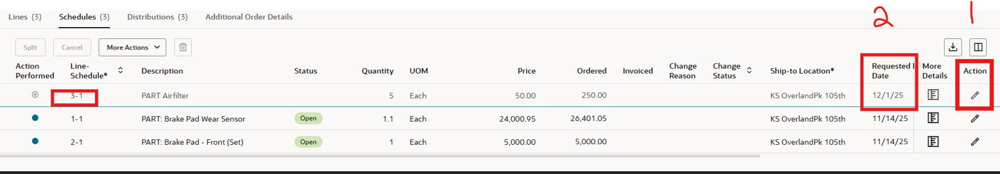 2 1
Lines (3) Schedules (3) Distributions (3) Additional Order Details
Split Cancel More Actions
Action Performed Line-Schedule* Description Status Quantity UOM Price Ordered Invoiced Change Reason Change Status Ship-to Location* Requested Date More Details Action
3-1 PART Airfilter 5 Each 50.00 250.00 KS OverlandPk 105th 12/1/25
1-1 PART: Brake Pad Wear Sensor Open 1.1 Each 24,000.95 26,401.05 KS OverlandPk 105th 11/14/25
2-1 PART: Brake Pad - Front (Set) Open 1 Each 5,000.00 5,000.00 KS OverlandPk 105th 11/14/25